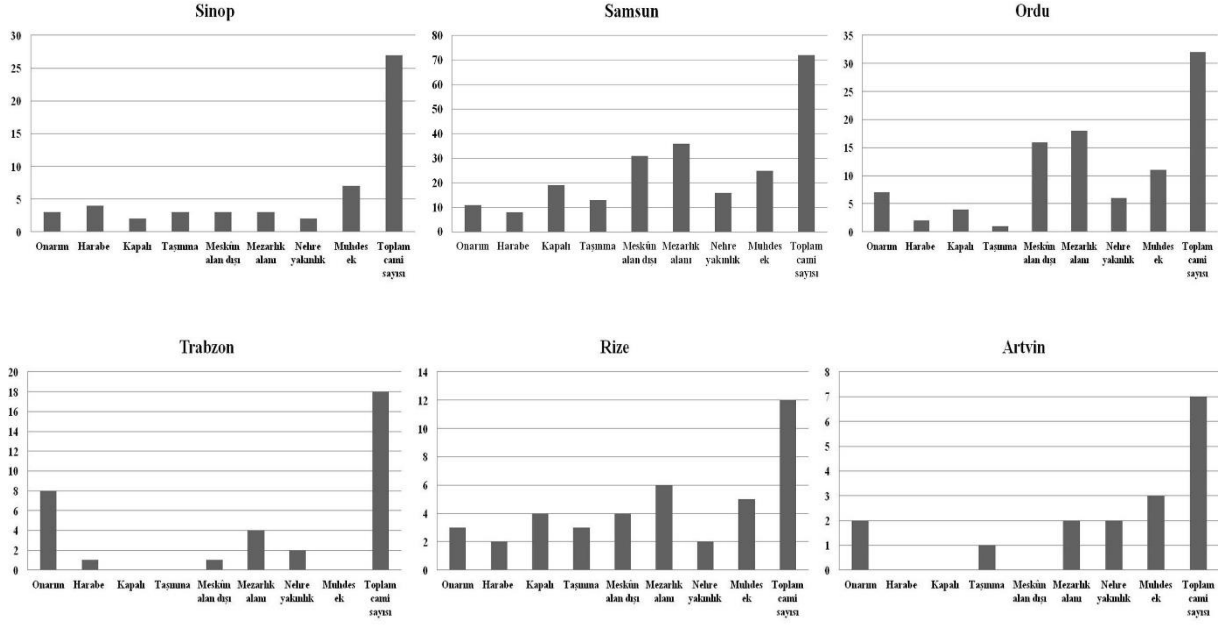 Sinop
30
25
20
15
10
5
0
Onarım Harabe Kapalı Taşınma Meskûn Mezarlık Nehre Muhdes Toplam
alan dışı alanı yakınlık ek cami
sayısı
Samsun
80
70
60
50
40
30
20
10
0
Onarım Harabe Kapalı Taşınma Meskûn Mezarlık Nehre Muhdes Toplam
alan dışı alanı yakınlık ek cami
sayısı
Ordu
35
30
25
20
15
10
5
0
Onarım Harabe Kapalı Taşınma Meskûn Mezarlık Nehre Muhdes Toplam
alan dışı alanı yakınlık ek cami
sayısı
Trabzon
20
18
16
14
12
10
8
6
4
2
0
Onarım Harabe Kapalı Taşınma Meskûn Mezarlık Nehre Muhdes Toplam
alan dışı alanı yakınlık ek cami
sayısı
Rize
14
12
10
8
6
4
2
0
Onarım Harabe Kapalı Taşınma Meskûn Mezarlık Nehre Muhdes Toplam
alan dışı alanı yakınlık ek cami
sayısı
Artvin
8
7
6
5
4
3
2
1
0
Onarım Harabe Kapalı Taşınma Meskûn Mezarlık Nehre Muhdes Toplam
alan dışı alanı yakınlık ek cami
sayısı